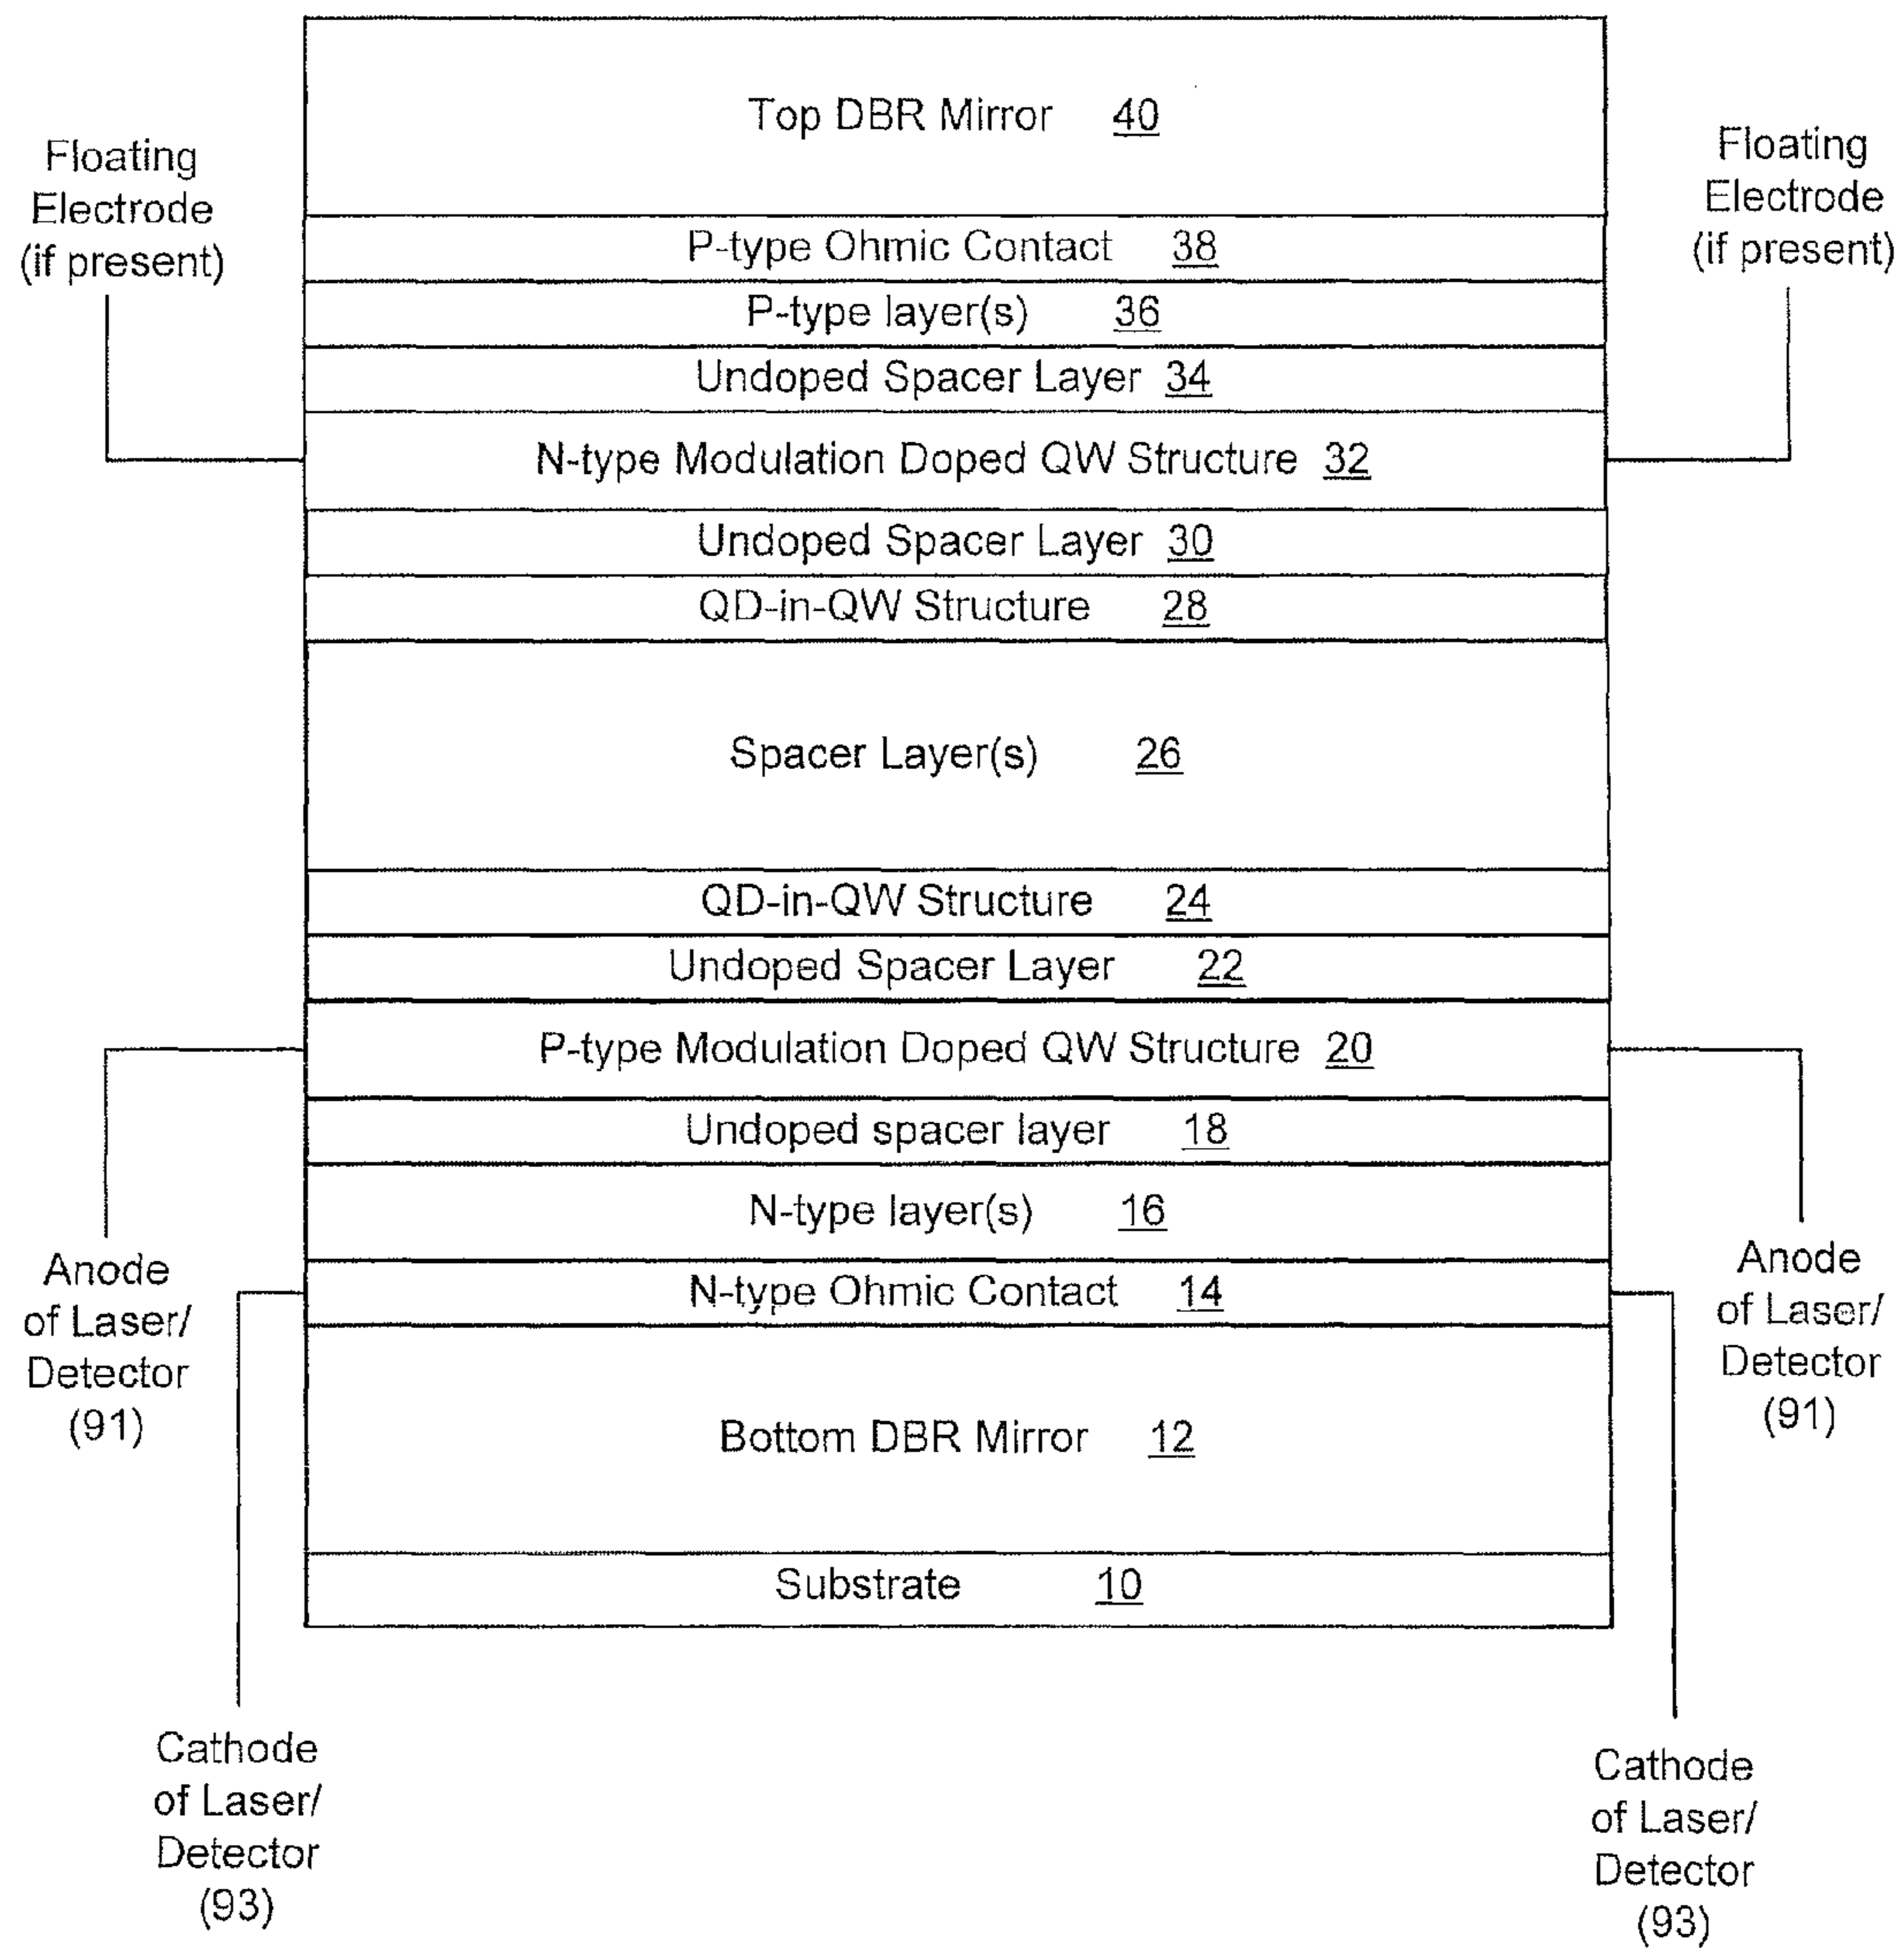 Top DBR Mirror 40
Floating
Electrode
(if present)
Floating
Electrode
(if present)
P-type Ohmic Contact 38
P-type layer(s) 36
Undoped Spacer Layer 34
N-type Modulation Doped QW Structure 32
Undoped Spacer Layer 30
QD-in-QW Structure 28
Spacer Layer(s) 26
QD-in-QW Structure 24
Undoped Spacer Layer 22
P-type Modulation Doped QW Structure 20
Undoped spacer layer 18
N-type layer(s) 16
N-type Ohmic Contact 14
Anode
of Laser/
Detector
(91)
Anode
of Laser/
Detector
(91)
Bottom DBR Mirror 12
Substrate 10
Cathode
of Laser/
Detector
(93)
Cathode
of Laser/
Detector
(93)